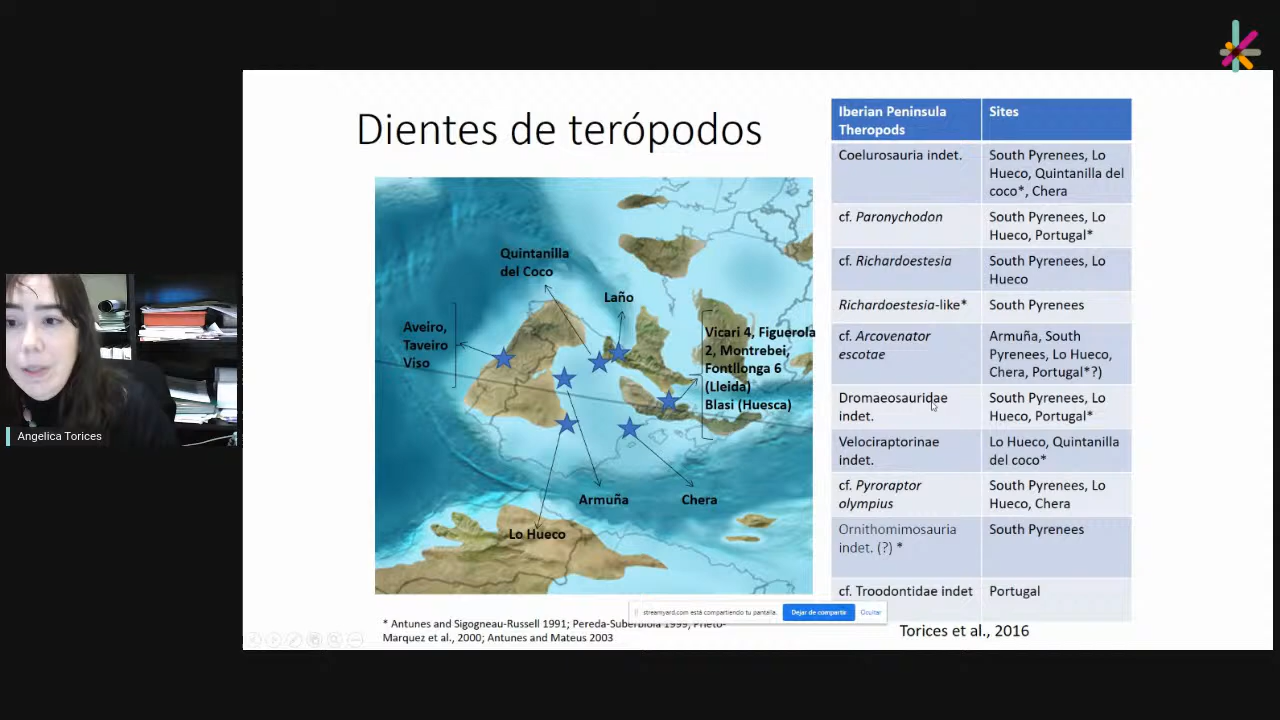 Dientes de terópodos
Quintanilla
del Coco
Laño
Aveiro,
Taveiro
Viso
Vicari 4, Figuerola
2, Montrebei,
Fontllonga 6
(Lleida)
Blasi (Huesca)
Armuña
Chera
Lo Hueco
Iberian Peninsula
Theropods
Sites
Coelurosauria indet.
South Pyrenees, Lo
Hueco, Quintanilla del
coco*, Chera
cf. Paronychodon
South Pyrenees, Lo
Hueco, Portugal*
cf. Richardoestesia
South Pyrenees, Lo
Hueco
Richardoestesia-like*
South Pyrenees
cf. Arcovenator
escotae
Armuña, South
Pyrenees, Lo Hueco,
Chera, Portugal*?)
Dromaeosauridae
indet.
South Pyrenees, Lo
Hueco, Portugal*
Velociraptorinae
indet.
Lo Hueco, Quintanilla
del coco*
cf. Pyroraptor
olympius
South Pyrenees, Lo
Hueco, Chera
Ornithomimosauria
indet. (?) *
South Pyrenees
cf. Troodontidae indet
Portugal
streamyard.com está compartiendo tu pantalla.
Dejar de compartir
Ocultar
* Antunes and Sigogneau-Russell 1991; Pereda-Suberbiola 1999; Prieto-
Marquez et al., 2000; Antunes and Mateus 2003
Torices et al., 2016
Angelica Torices